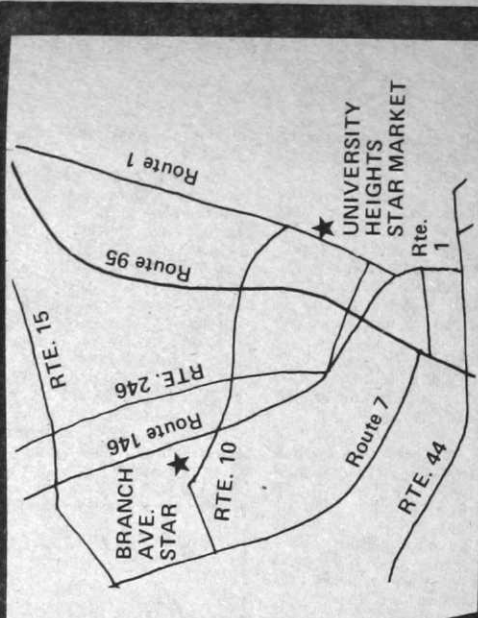 Route 1
Route 95
RTE. 15
RTE. 246
Route 146
BRANCH
AVE.
STAR
RTE. 10
UNIVERSITY
HEIGHTS
STAR MARKET
Rte.
1
Route 7
RTE. 44